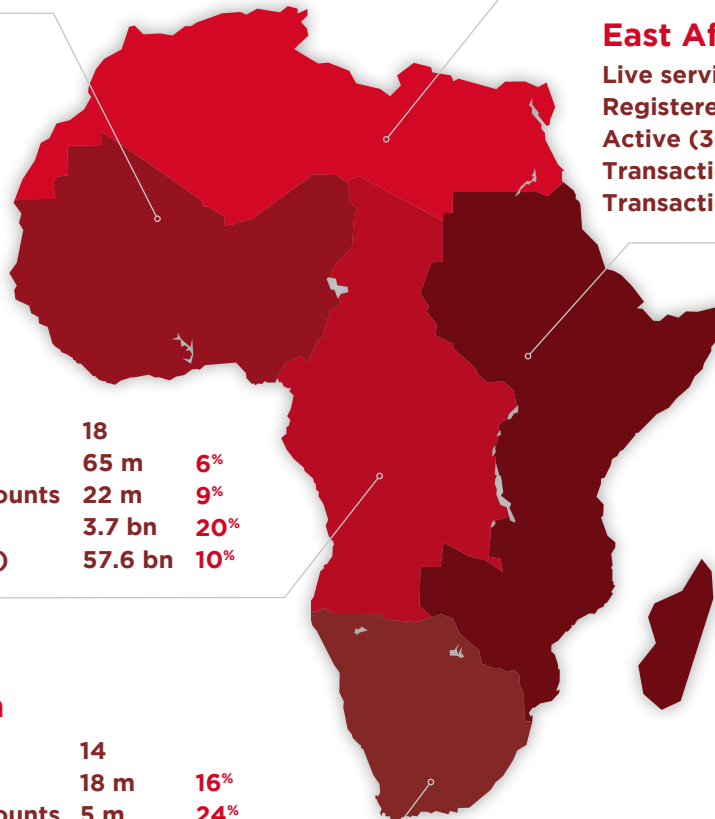 East Af
Live servi
Registere
Active (3
Transacti
Transacti
18
65 m 6%
ounts 22 m 9%
3.7 bn 20%
) 57.6 bn 10%
14
18 m 16%
ounts 5 m 24%